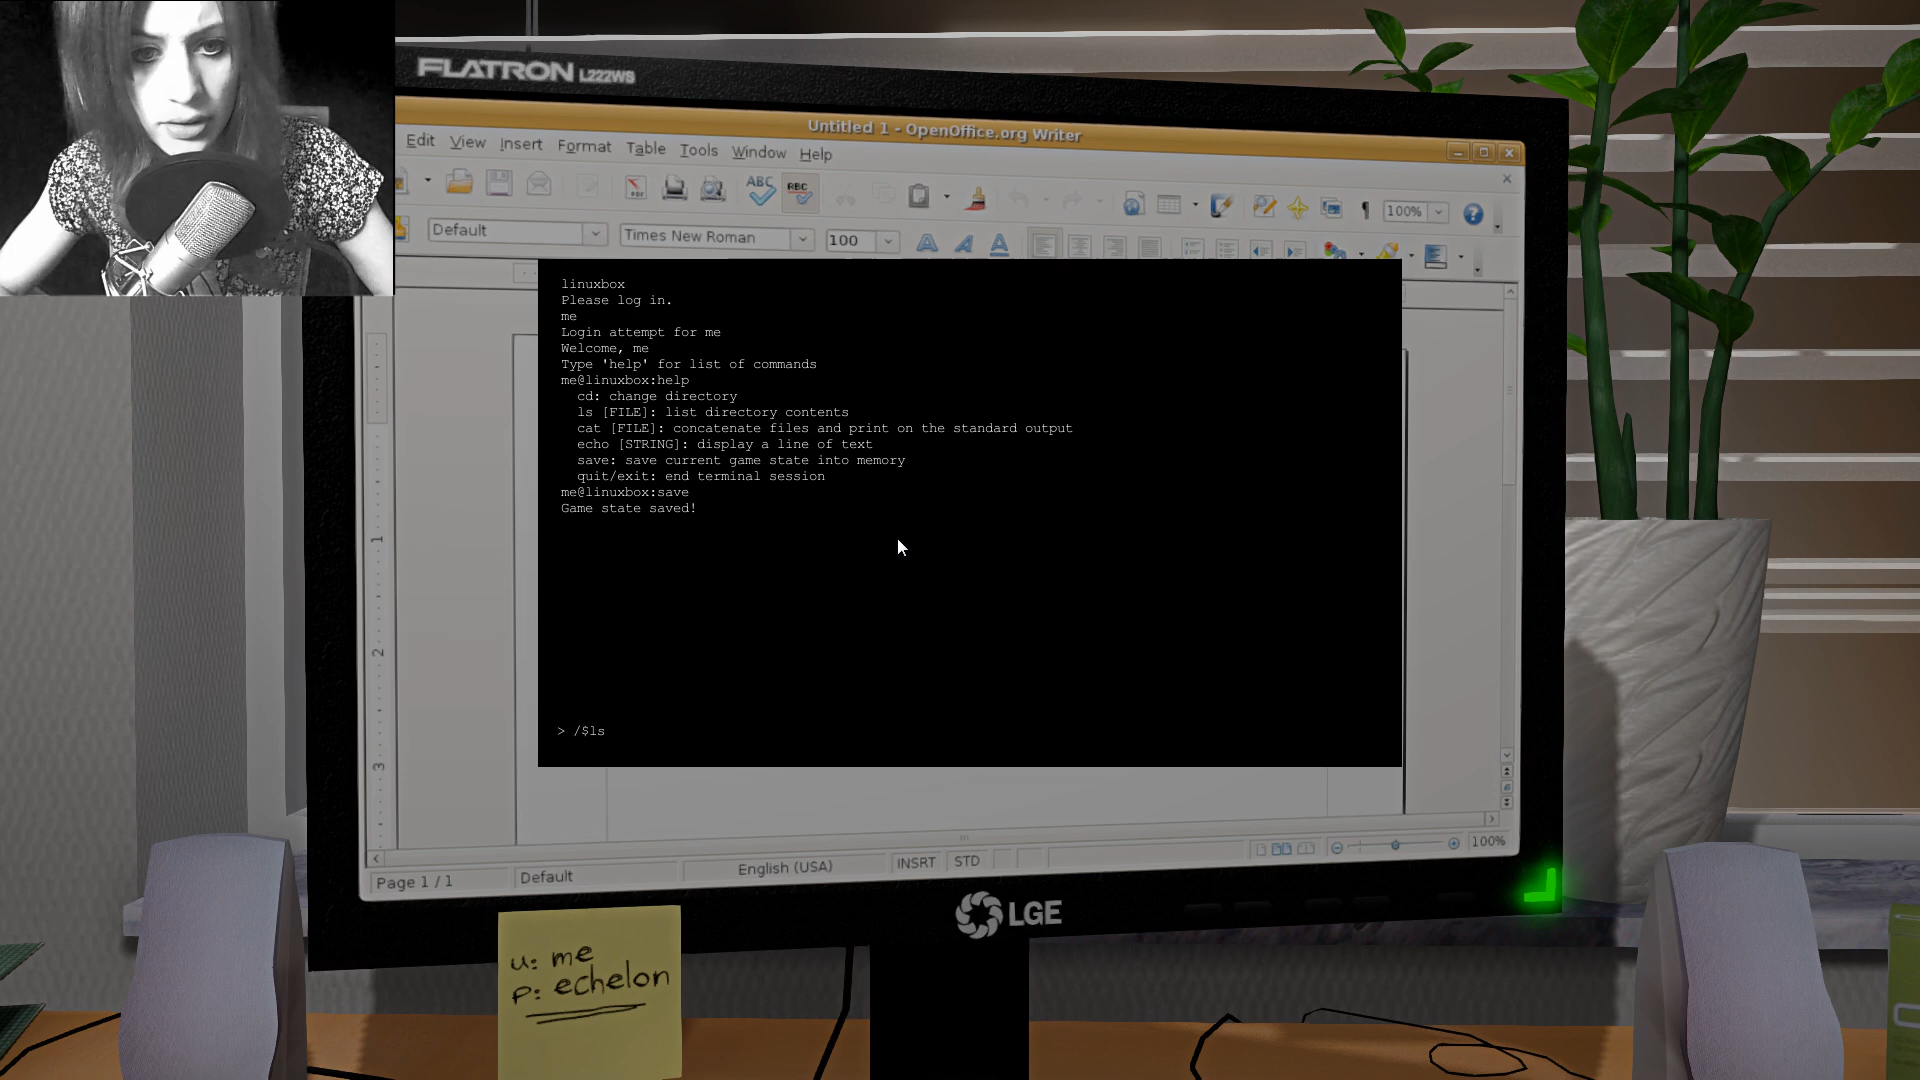 FLATRON L222WS
Untitled 1 - OpenOffice.org Writer
Edit View Insert Format Table Tools Window Help
ABC ABC 100%
Default Times New Roman 100
linuxbox
Please log in.
me
Login attempt for me
Welcome, me
Type 'help' for list of commands
me@linuxbox:help
cd: change directory
ls [FILE]: list directory contents
cat [FILE]: concatenate files and print on the standard output
echo [STRING]: display a line of text
save: save current game state into memory
quit/exit: end terminal session
me@linuxbox:save
Game state saved!
> /$ls
1
2
3
Page 1 / 1 Default English (USA) INSRT STD 100%
LGE
u: me
p: echelon